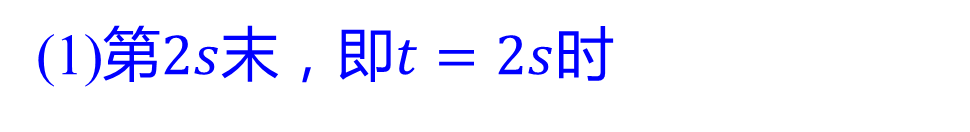 (1)第2s末，即t = 2s时